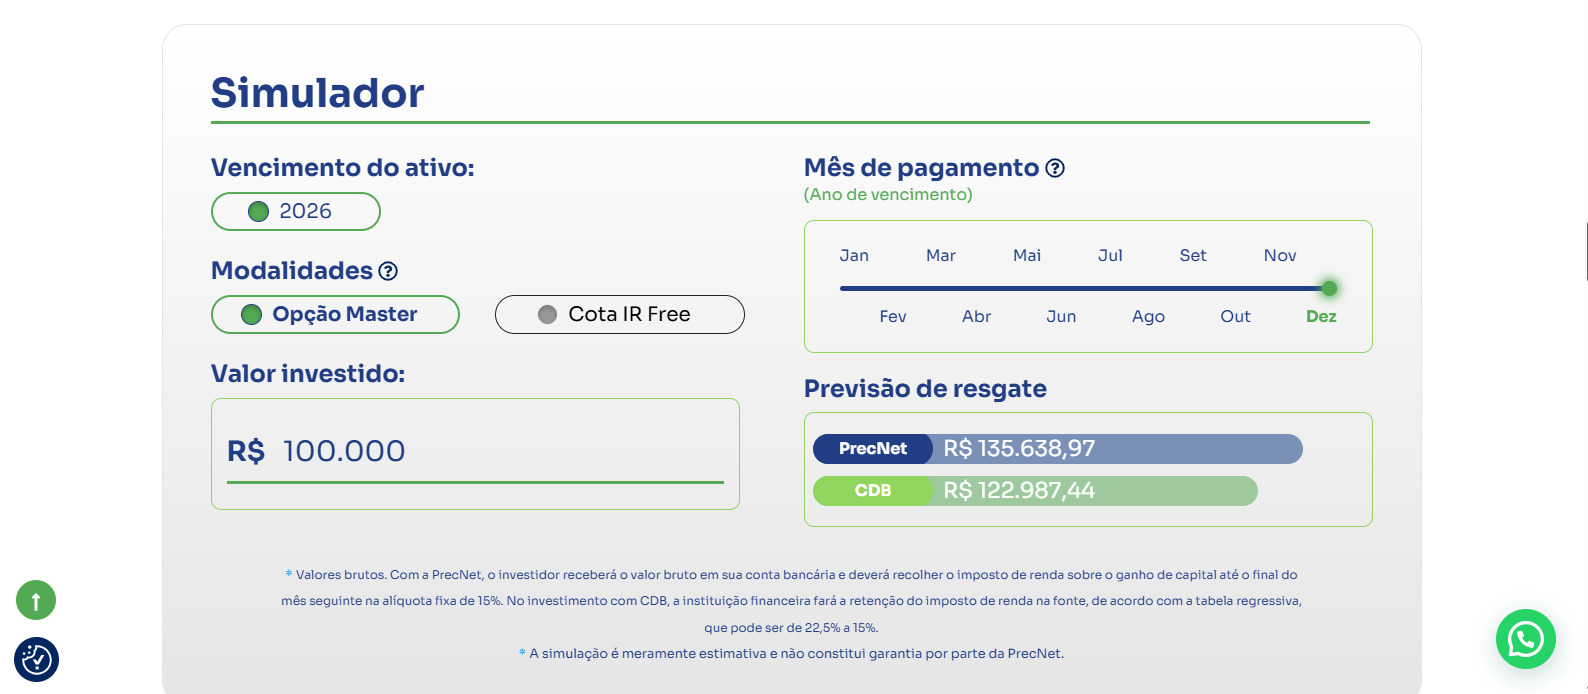 Simulador
Vencimento do ativo:
2026
Modalidades ?
Opção Master
Cota IR Free
Valor investido:
R$ 100.000
Mês de pagamento ?
(Ano de vencimento)
Jan Mar Mai Jul Set Nov
Fev Abr Jun Ago Out Dez
Previsão de resgate
PrecNet R$ 135.638,97
CDB R$ 122.987,44
* Valores brutos. Com a PrecNet, o investidor receberá o valor bruto em sua conta bancária e deverá recolher o imposto de renda sobre o ganho de capital até o final do
mês seguinte na alíquota fixa de 15%. No investimento com CDB, a instituição financeira fará a retenção do imposto de renda na fonte, de acordo com a tabela regressiva,
que pode ser de 22,5% a 15%.
* A simulação é meramente estimativa e não constitui garantia por parte da PrecNet.